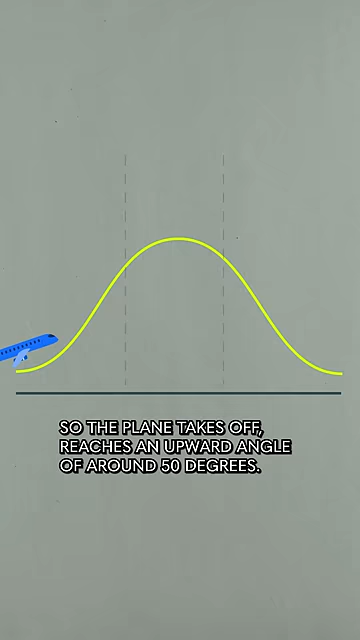 SO THE PLANE TAKES OFF,
REACHES AN UPWARD ANGLE
OF AROUND 50 DEGREES.